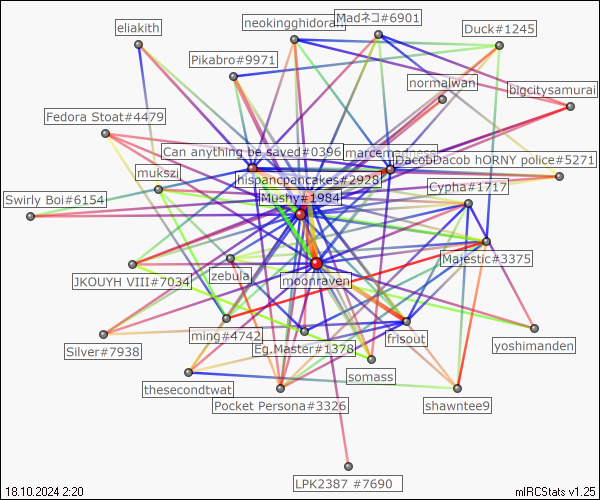 Madネコ#6901
neokingghidorah
eliakith
Duck#1245
Pikabro#9971
normalwan
bigcitysamurai
Fedora Stoat#4479
Can anything be saved#0396
marcemadness
DacobDacob hORNY police#5271
mukszi
hispancpancakes#2928
Cypha#1717
Swirly Boi#6154
Mushy#1984
Majestic#3375
zebula
JKOUYH VIII#7034
moonraven
ming#4742
frisout
yoshimanden
Silver#7938
Eg.Master#1378
somass
thesecondtwat
Pocket Persona#3326
shawntee9
LPK2387 #7690
18.10.2024 2:20
mIRCStats v1.25